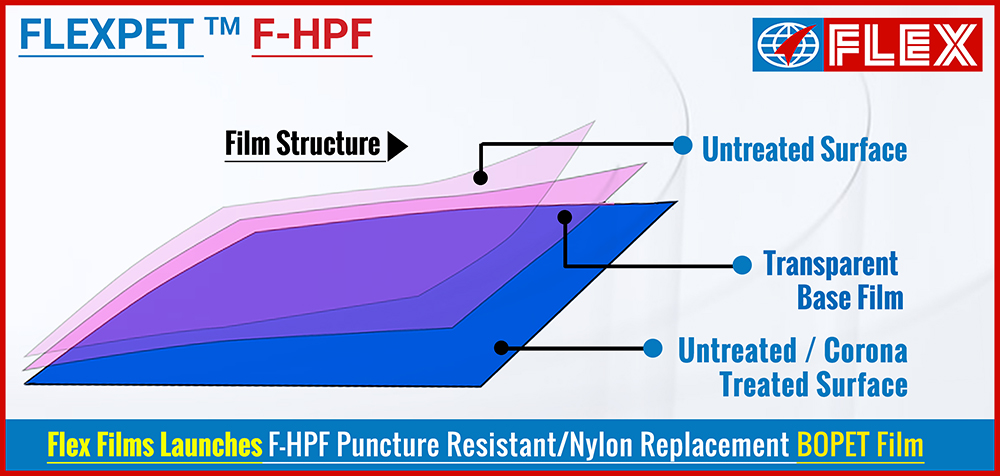 FLEXPET ™ F-HPF
FLEX
Film Structure
Untreated Surface
Transparent
Base Film
Untreated / Corona
Treated Surface
Flex Films Launches F-HPF Puncture Resistant/Nylon Replacement BOPET Film